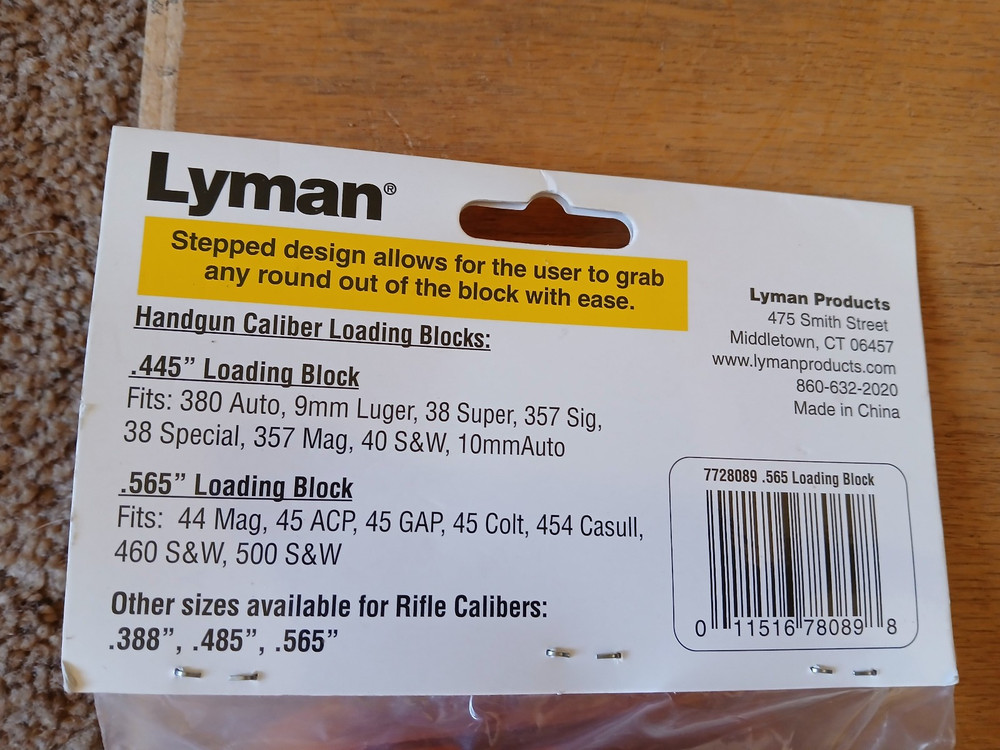 Lyman®
Stepped design allows for the user to grab
any round out of the block with ease.
Handgun Caliber Loading Blocks:
.445” Loading Block
Fits: 380 Auto, 9mm Luger, 38 Super, 357 Sig,
38 Special, 357 Mag, 40 S&W, 10mmAuto
.565” Loading Block
Fits: 44 Mag, 45 ACP, 45 GAP, 45 Colt, 454 Casull,
460 S&W, 500 S&W
Other sizes available for Rifle Calibers:
.388”, .485”, .565”
Lyman Products
475 Smith Street
Middletown, CT 06457
www.lymanproducts.com
860-632-2020
Made in China
7728089 .565 Loading Block
0 11516 78089 8